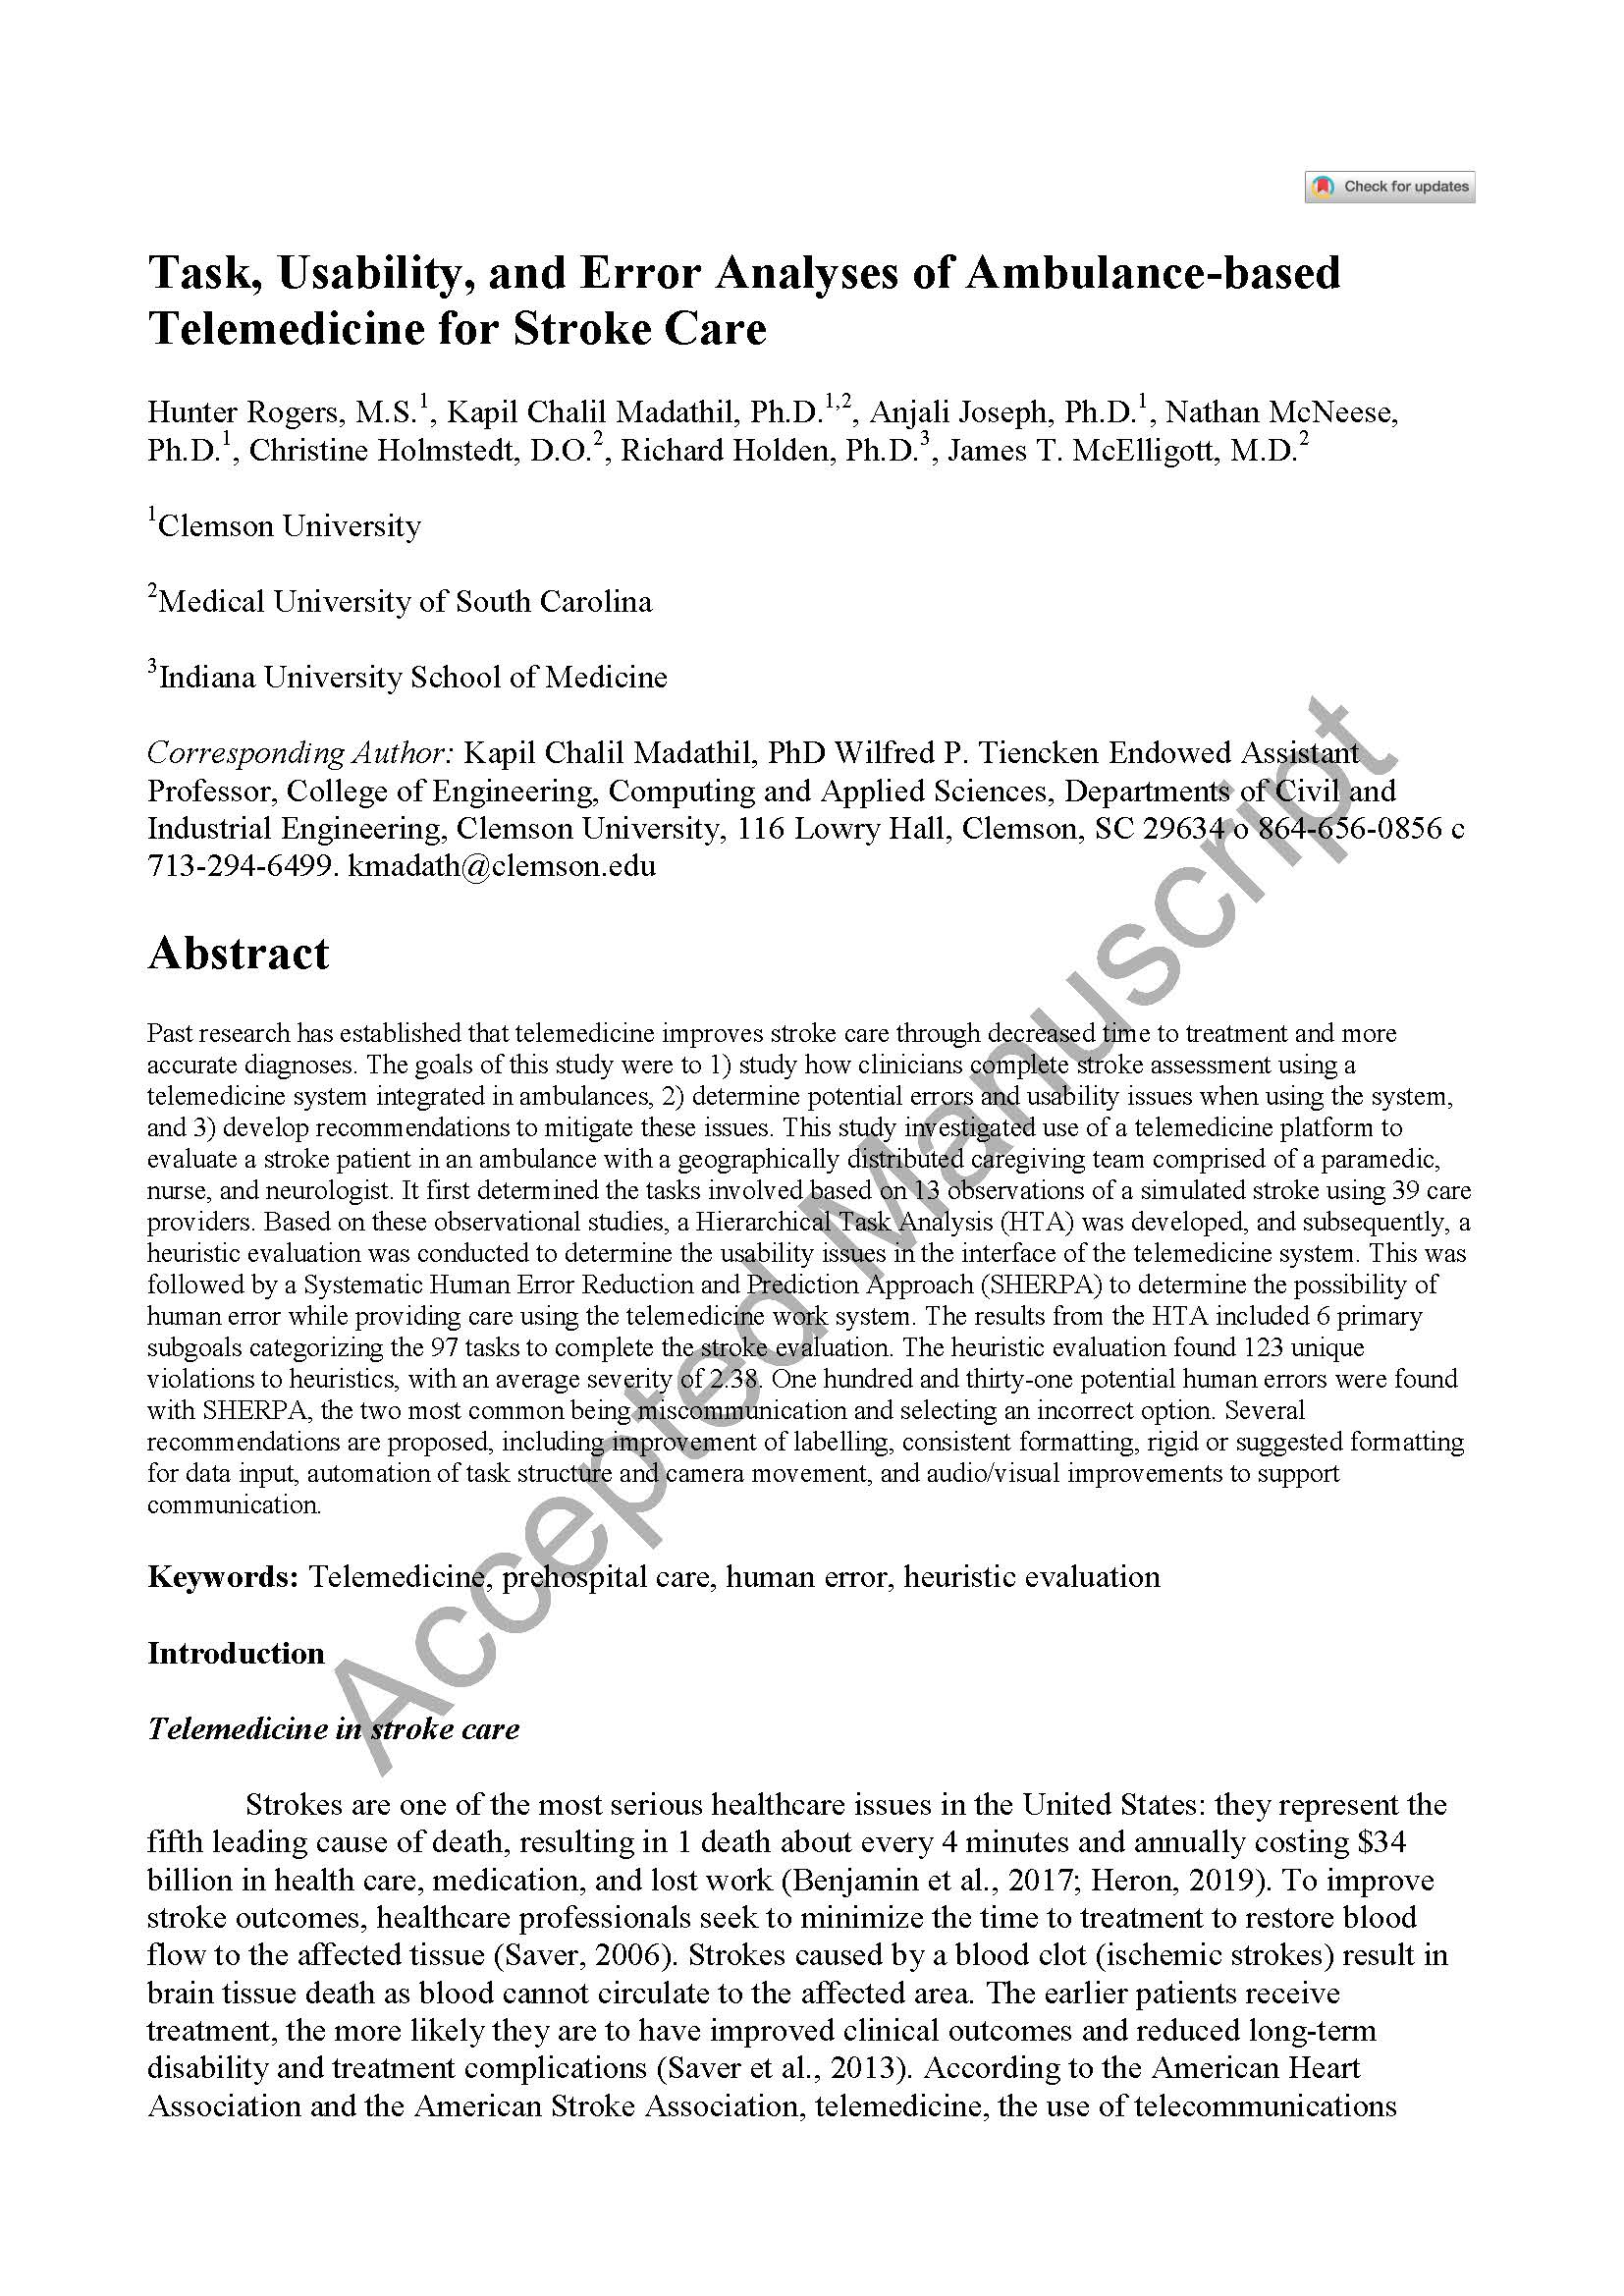 Check for updates
Task, Usability, and Error Analyses of Ambulance-based
Telemedicine for Stroke Care
Hunter Rogers, M.S.1, Kapil Chalil Madathil, Ph.D.1,2, Anjali Joseph, Ph.D.1, Nathan McNeese,
Ph.D.1, Christine Holmstedt, D.O.2, Richard Holden, Ph.D.3, James T. McElligott, M.D.2
1Clemson University
2Medical University of South Carolina
3Indiana University School of Medicine
Corresponding Author: Kapil Chalil Madathil, PhD Wilfred P. Tiencken Endowed Assistant
Professor, College of Engineering, Computing and Applied Sciences, Departments of Civil and
Industrial Engineering, Clemson University, 116 Lowry Hall, Clemson, SC 29634 o 864-656-0856 c
713-294-6499. kmadath@clemson.edu
Abstract
Past research has established that telemedicine improves stroke care through decreased time to treatment and more
accurate diagnoses. The goals of this study were to 1) study how clinicians complete stroke assessment using a
telemedicine system integrated in ambulances, 2) determine potential errors and usability issues when using the system,
and 3) develop recommendations to mitigate these issues. This study investigated use of a telemedicine platform to
evaluate a stroke patient in an ambulance with a geographically distributed caregiving team comprised of a paramedic,
nurse, and neurologist. It first determined the tasks involved based on 13 observations of a simulated stroke using 39 care
providers. Based on these observational studies, a Hierarchical Task Analysis (HTA) was developed, and subsequently, a
heuristic evaluation was conducted to determine the usability issues in the interface of the telemedicine system. This was
followed by a Systematic Human Error Reduction and Prediction Approach (SHERPA) to determine the possibility of
human error while providing care using the telemedicine work system. The results from the HTA included 6 primary
subgoals categorizing the 97 tasks to complete the stroke evaluation. The heuristic evaluation found 123 unique
violations to heuristics, with an average severity of 2.38. One hundred and thirty-one potential human errors were found
with SHERPA, the two most common being miscommunication and selecting an incorrect option. Several
recommendations are proposed, including improvement of labelling, consistent formatting, rigid or suggested formatting
for data input, automation of task structure and camera movement, and audio/visual improvements to support
communication.
Keywords: Telemedicine, prehospital care, human error, heuristic evaluation
Introduction
Telemedicine in stroke care
Strokes are one of the most serious healthcare issues in the United States: they represent the
fifth leading cause of death, resulting in 1 death about every 4 minutes and annually costing $34
billion in health care, medication, and lost work (Benjamin et al., 2017; Heron, 2019). To improve
stroke outcomes, healthcare professionals seek to minimize the time to treatment to restore blood
flow to the affected tissue (Saver, 2006). Strokes caused by a blood clot (ischemic strokes) result in
brain tissue death as blood cannot circulate to the affected area. The earlier patients receive
treatment, the more likely they are to have improved clinical outcomes and reduced long-term
disability and treatment complications (Saver et al., 2013). According to the American Heart
Association and the American Stroke Association, telemedicine, the use of telecommunications
Accepted Manuscript